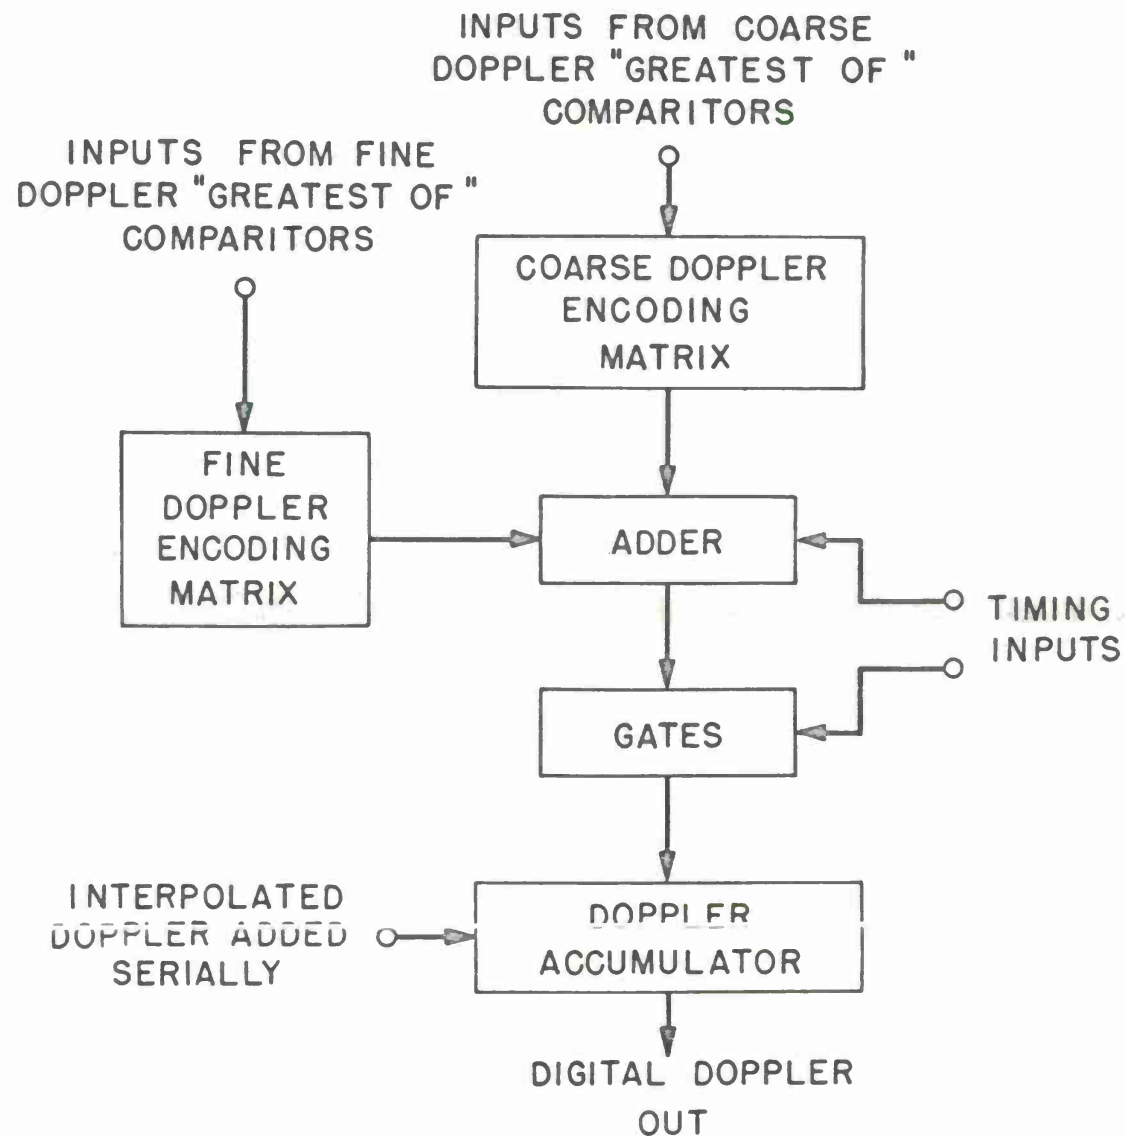 INPUTS FROM COARSE
DOPPLER "GREATEST OF"
COMPARITORS
INPUTS FROM FINE
DOPPLER "GREATEST OF"
COMPARITORS
COARSE DOPPLER
ENCODING
MATRIX
FINE
DOPPLER
ENCODING
MATRIX
ADDER
TIMING
INPUTS
GATES
INTERPOLATED
DOPPLER ADDED
SERIALLY
DOPPLER
ACCUMULATOR
DIGITAL DOPPLER
OUT